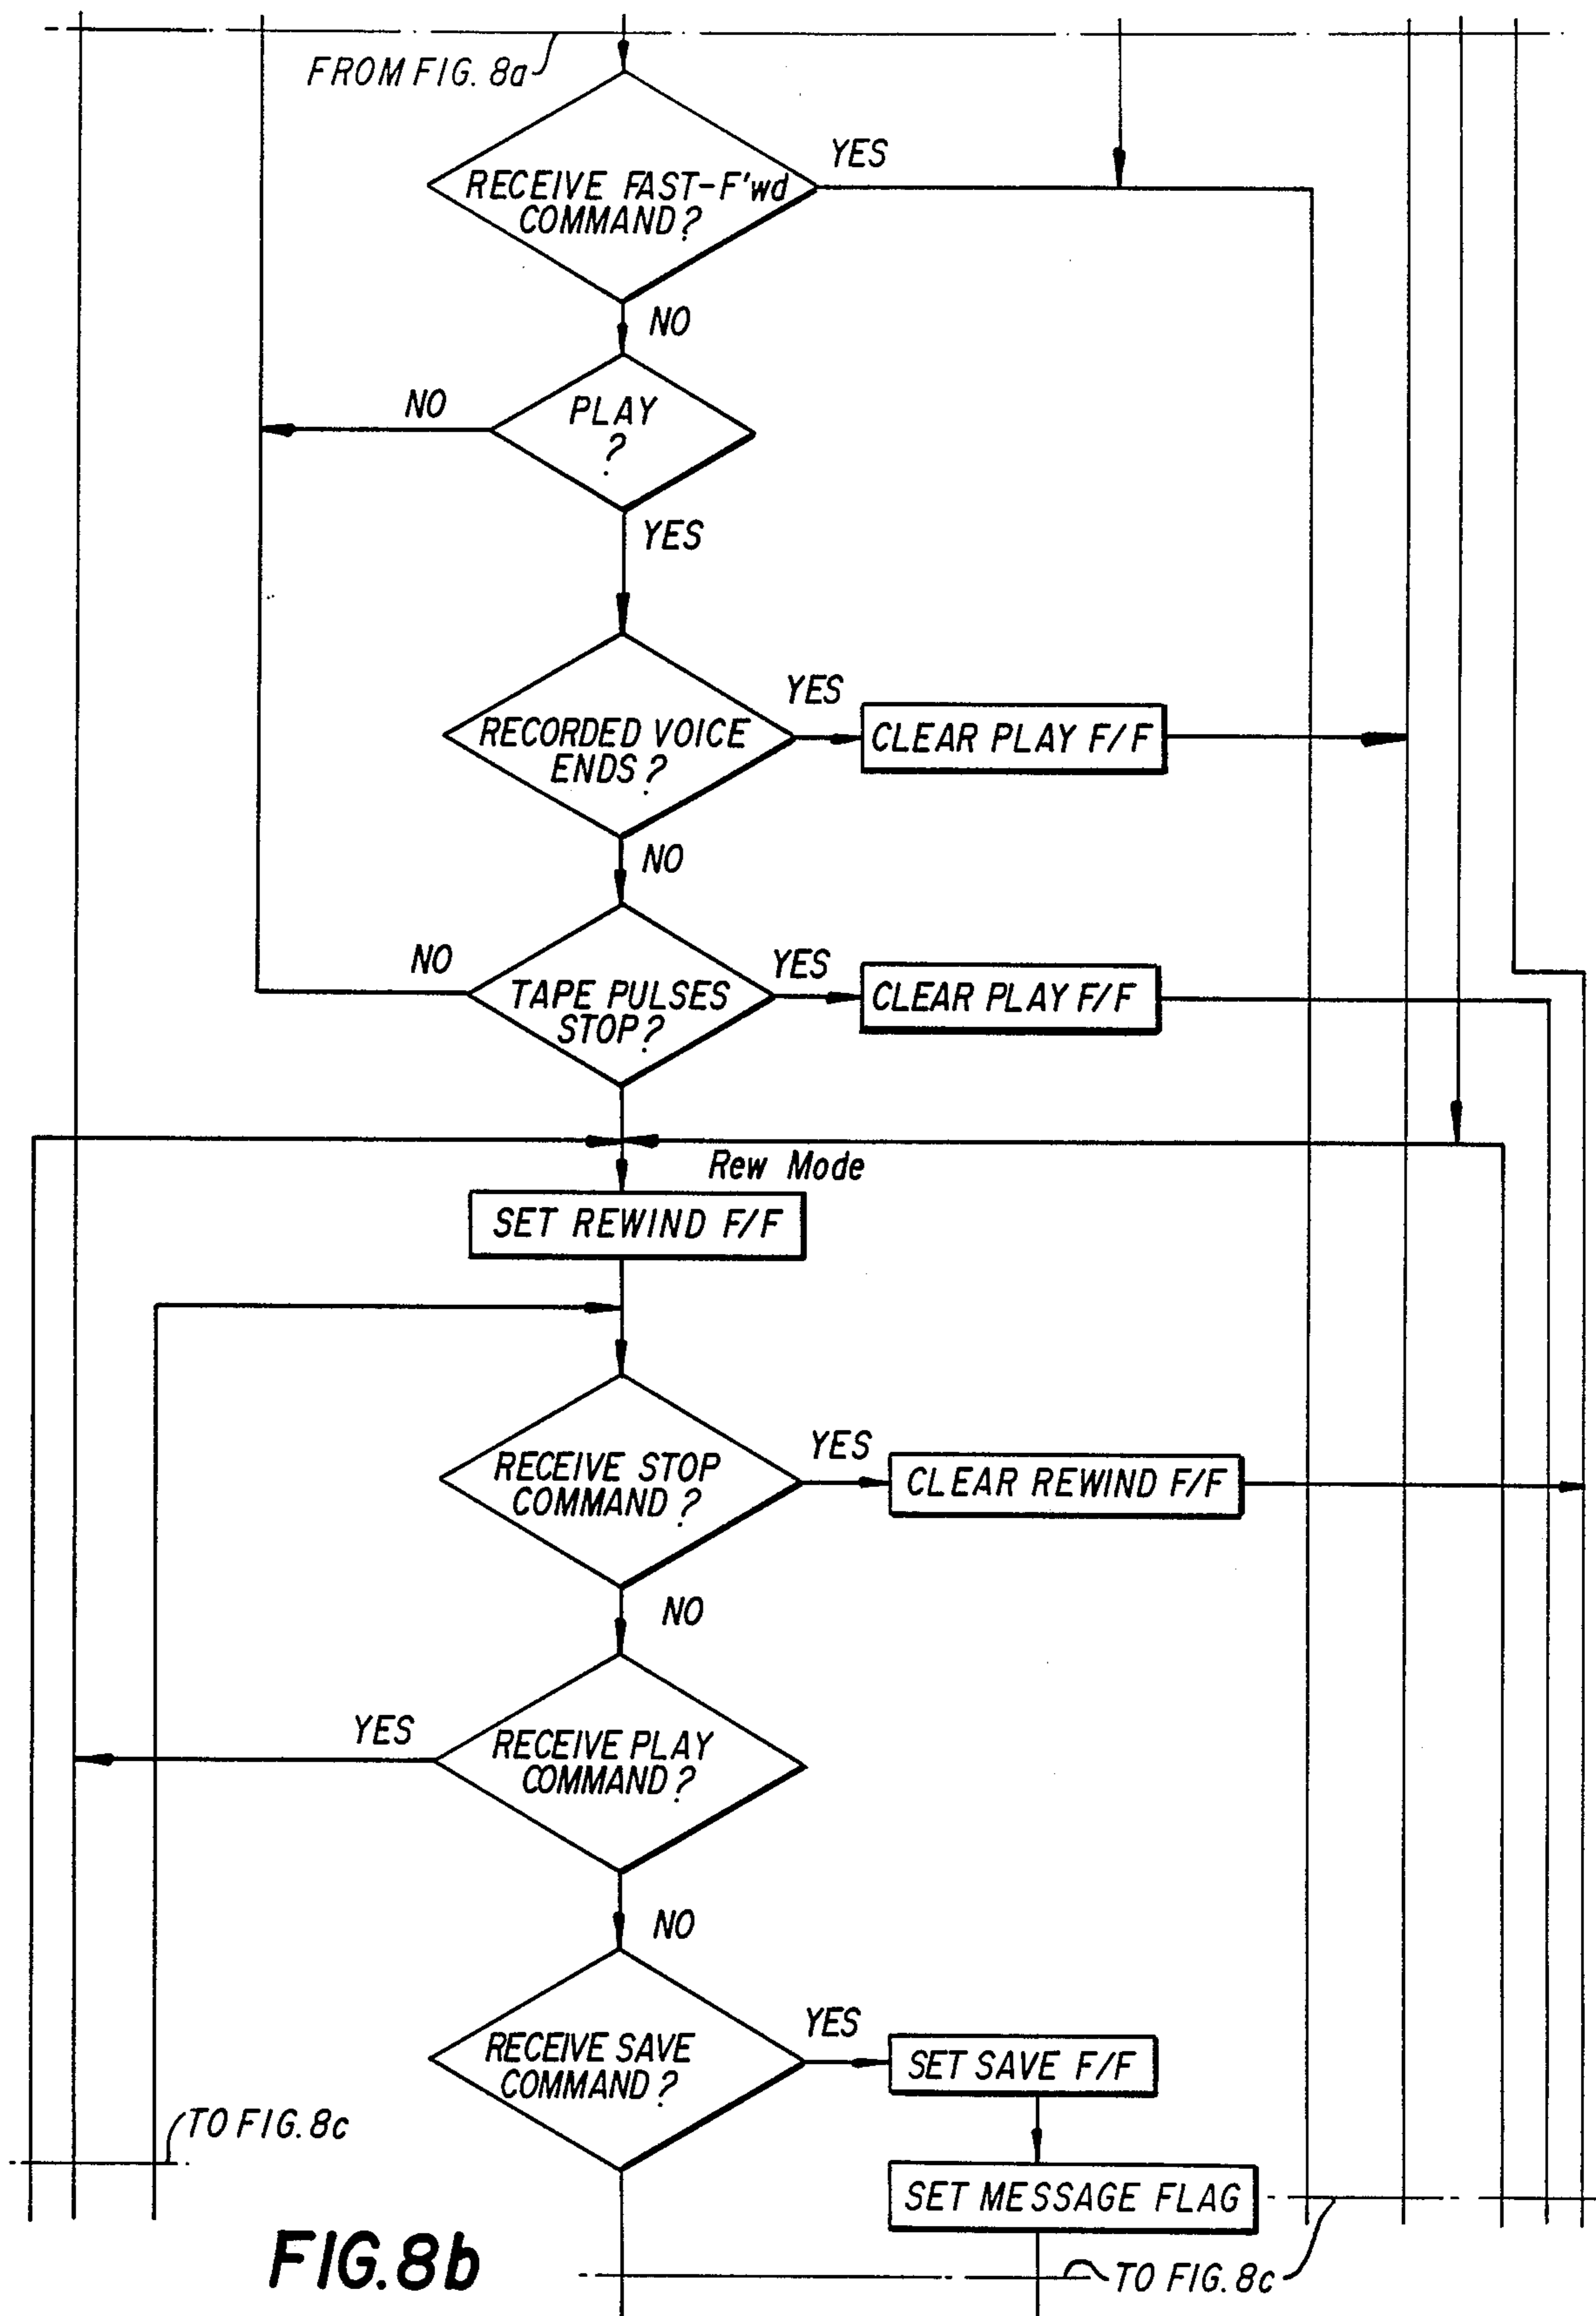 FROM FIG. 8a
YES
RECEIVE FAST-F'wd
COMMAND?
NO
NO
PLAY
?
YES
YES
RECORDED VOICE
ENDS?
CLEAR PLAY F/F
NO
NO
YES
TAPE PULSES
STOP?
CLEAR PLAY F/F
Rew Mode
SET REWIND F/F
YES
RECEIVE STOP
COMMAND?
CLEAR REWIND F/F
NO
YES
RECEIVE PLAY
COMMAND?
NO
YES
RECEIVE SAVE
COMMAND?
SET SAVE F/F
TO FIG. 8c
SET MESSAGE FLAG
FIG. 8b
TO FIG. 8c